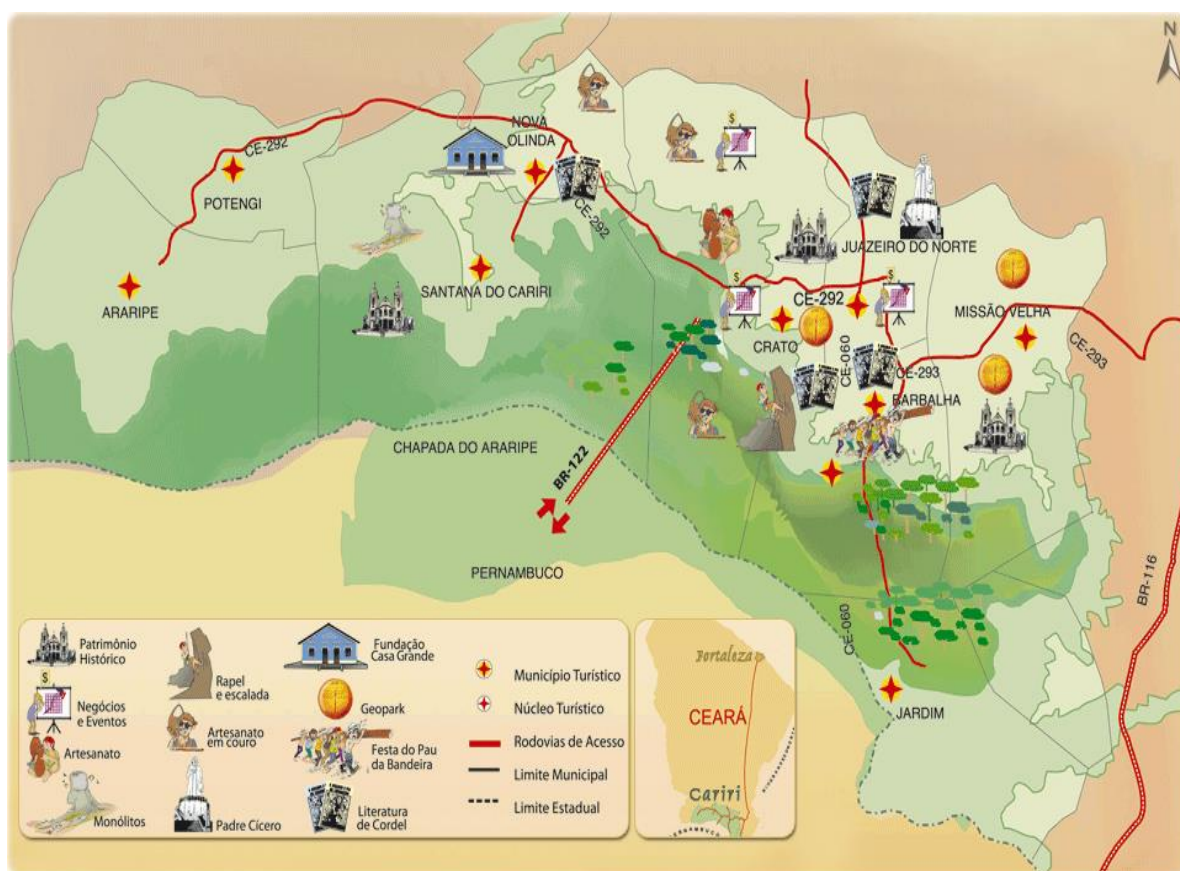 N
NOVA
OLINDA
CE-292
POTENGI
CE-292
$
JUAZEIRO DO NORTE
SANTANA DO CARIRI
ARARIPE
$
CE-292
$
MISSÃO VELHA
CRATO
CE-060
CE-293
CE-293
BARBALHA
CHAPADA DO ARARIPE
BR-122
PERNAMBUCO
BR-116
CE-060
JARDIM
Patrimônio
Histórico
$
Negócios
e Eventos
Artesanato
Monólitos
Rapel
e escalada
Artesanato
em couro
Padre Cícero
Fundação
Casa Grande
Geopark
Festa do Pau
da Bandeira
Literatura
de Cordel
Município Turístico
Núcleo Turístico
Rodovias de Acesso
Limite Municipal
Limite Estadual
Fortaleza
CEARÁ
Cariri